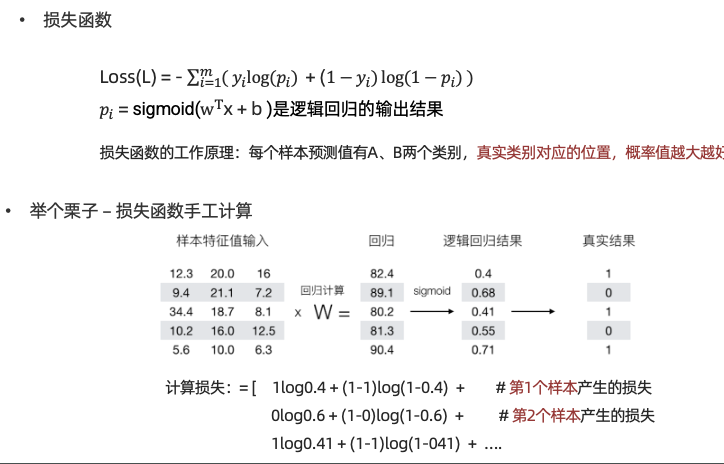 • 损失函数
Loss(L) = - ∑ᵢ₌₁ᵐ( yᵢlog(pᵢ) + (1 − yᵢ) log(1 − pᵢ) )
pᵢ = sigmoid(wᵀx + b )是逻辑回归的输出结果
损失函数的工作原理：每个样本预测值有A、B两个类别，真实类别对应的位置，概率值越大越好
• 举个栗子 – 损失函数手工计算
样本特征值输入 回归 逻辑回归结果 真实结果
12.3 20.0 16 82.4 0.4 1
9.4 21.1 7.2 回归计算 89.1 sigmoid 0.68 0
34.4 18.7 8.1 x W = 80.2 0.41 1
10.2 16.0 12.5 81.3 0.55 0
5.6 10.0 6.3 90.4 0.71 1
计算损失：= [ 1log0.4 + (1-1)log(1-0.4) + # 第1个样本产生的损失
0log0.6 + (1-0)log(1-0.6) + # 第2个样本产生的损失
1log0.41 + (1-1)log(1-041) + ….